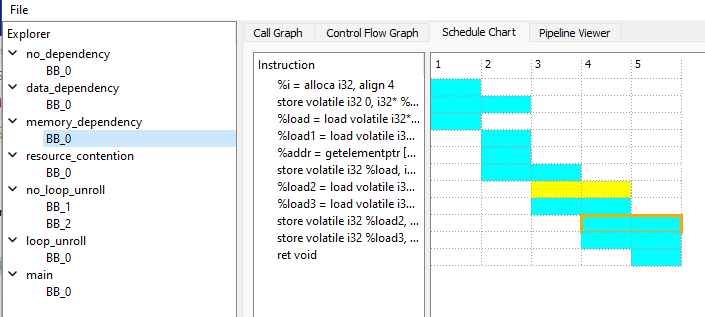 File
Explorer
no_dependency
BB_0
data_dependency
BB_0
memory_dependency
BB_0
resource_contention
BB_0
no_loop_unroll
BB_1
BB_2
loop_unroll
BB_0
main
BB_0
Call Graph Control Flow Graph Schedule Chart Pipeline Viewer
Instruction
%i = alloca i32, align 4
store volatile i32 0, i32* %...
%load = load volatile i32*...
%load1 = load volatile i3...
%addr = getelementptr [...
store volatile i32 %load, i...
%load2 = load volatile i3...
%load3 = load volatile i3...
store volatile i32 %load2, ...
store volatile i32 %load3, ...
ret void
1 2 3 4 5